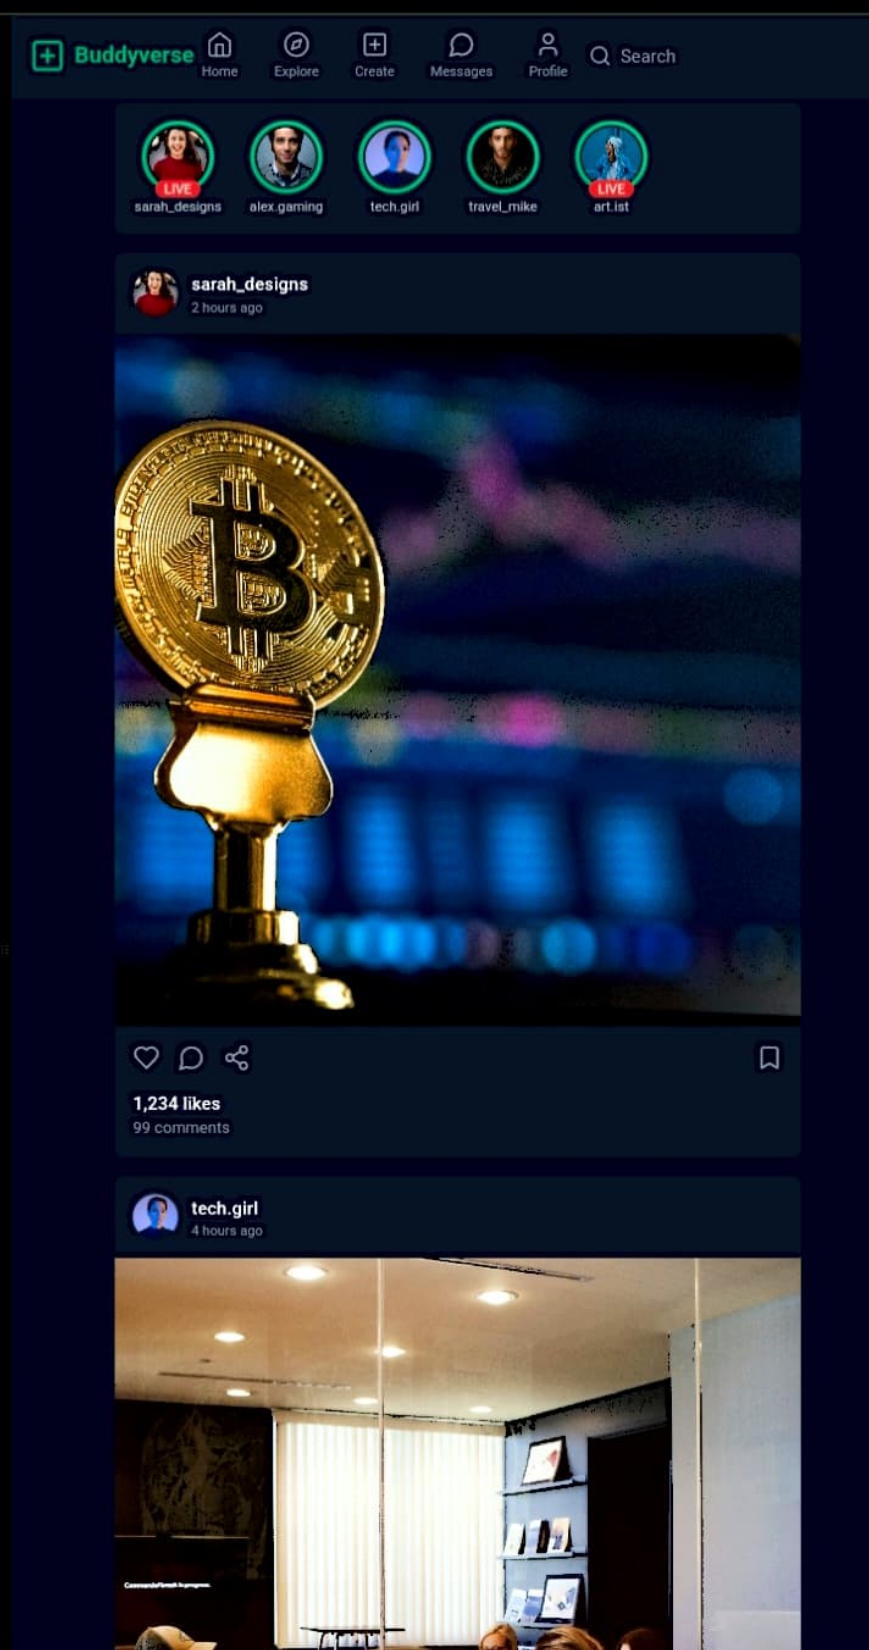 Buddyverse
Home
Explore
Create
Messages
Profile
Search
LIVE
LIVE
sarah_designs
alex.gaming
tech.girl
travel_mike
art.ist
sarah_designs
2 hours ago
B
1,234 likes
99 comments
tech.girl
4 hours ago